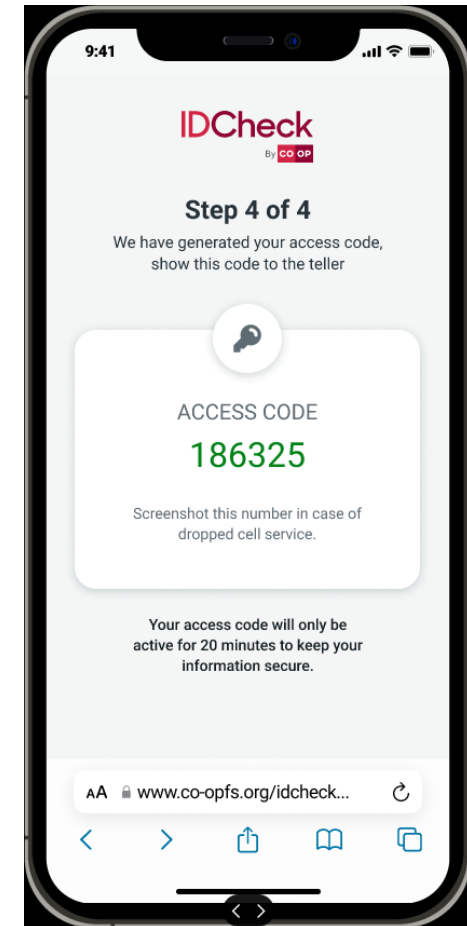 9:41
IDCheck
By CO OP
Step 4 of 4
We have generated your access code,
show this code to the teller
ACCESS CODE
186325
Screenshot this number in case of
dropped cell service.
Your access code will only be
active for 20 minutes to keep your
information secure.
AA www.co-opfs.org/idcheck...